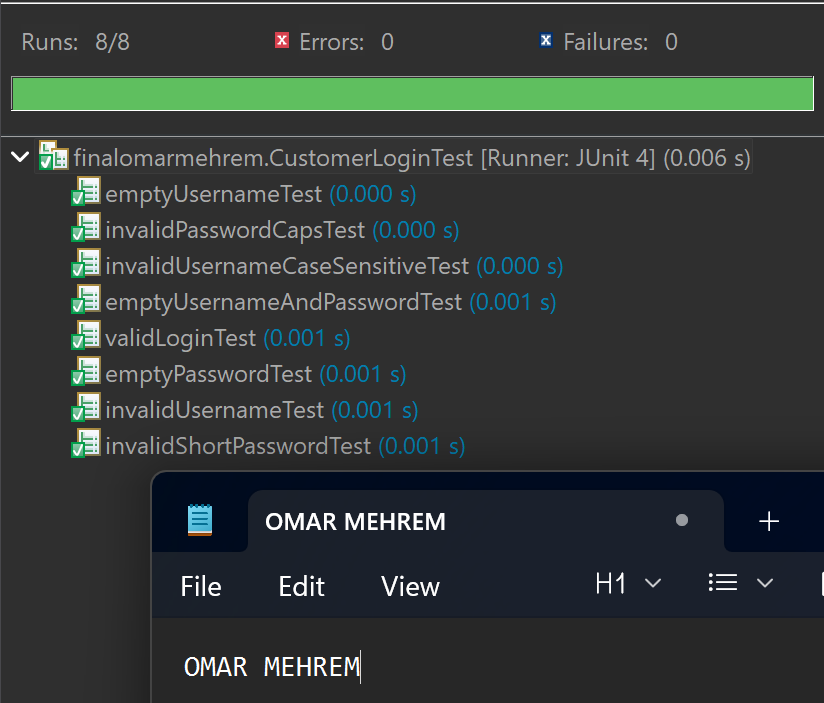 Runs: 8/8 Errors: 0 Failures: 0
finalomarmehrem.CustomerLoginTest [Runner: JUnit 4] (0.006 s)
emptyUsernameTest (0.000 s)
invalidPasswordCapsTest (0.000 s)
invalidUsernameCaseSensitiveTest (0.000 s)
emptyUsernameAndPasswordTest (0.001 s)
validLoginTest (0.001 s)
emptyPasswordTest (0.001 s)
invalidUsernameTest (0.001 s)
invalidShortPasswordTest (0.001 s)
OMAR MEHREM
File Edit View H1
OMAR MEHREM